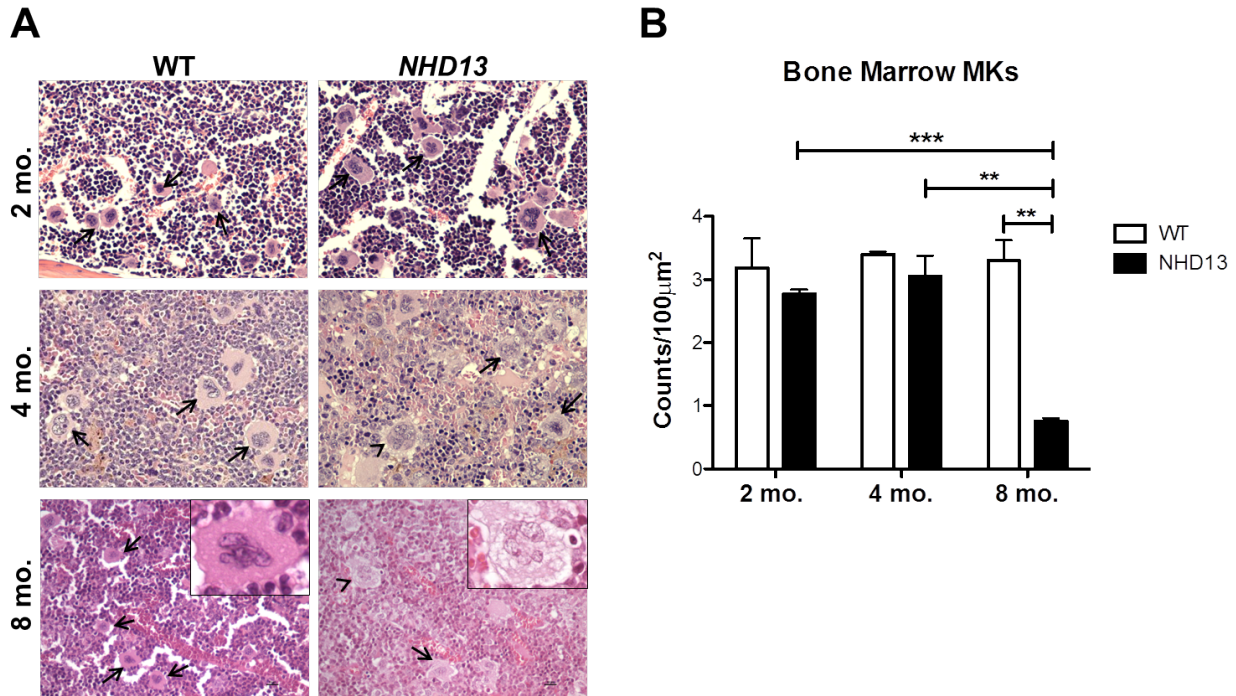 A
WT
NHD13
2 mo.
4 mo.
8 mo.
B
Bone Marrow MKs
***
**
**
WT
NHD13
Counts/100µm²
4
3
2
1
0
2 mo.
4 mo.
8 mo.